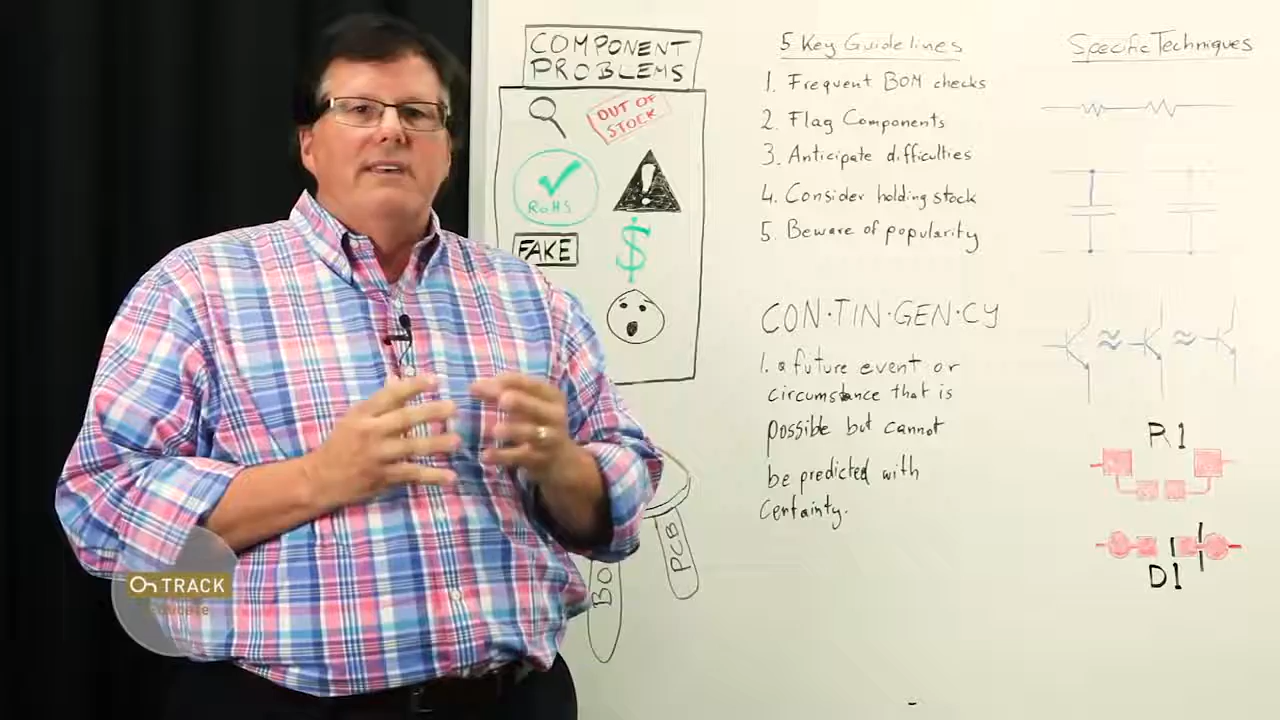 COMPONENT
PROBLEMS
OUT OF
STOCK
RoHS
FAKE
$
BO
PCB
5 Key Guidelines
1. Frequent BOM checks
2. Flag Components
3. Anticipate difficulties
4. Consider holding stock
5. Beware of popularity
CON·TIN·GEN·CY
1. a future event or
circumstance that is
possible but cannot
be predicted with
certainty.
Specific Techniques
R1
D1
On TRACK